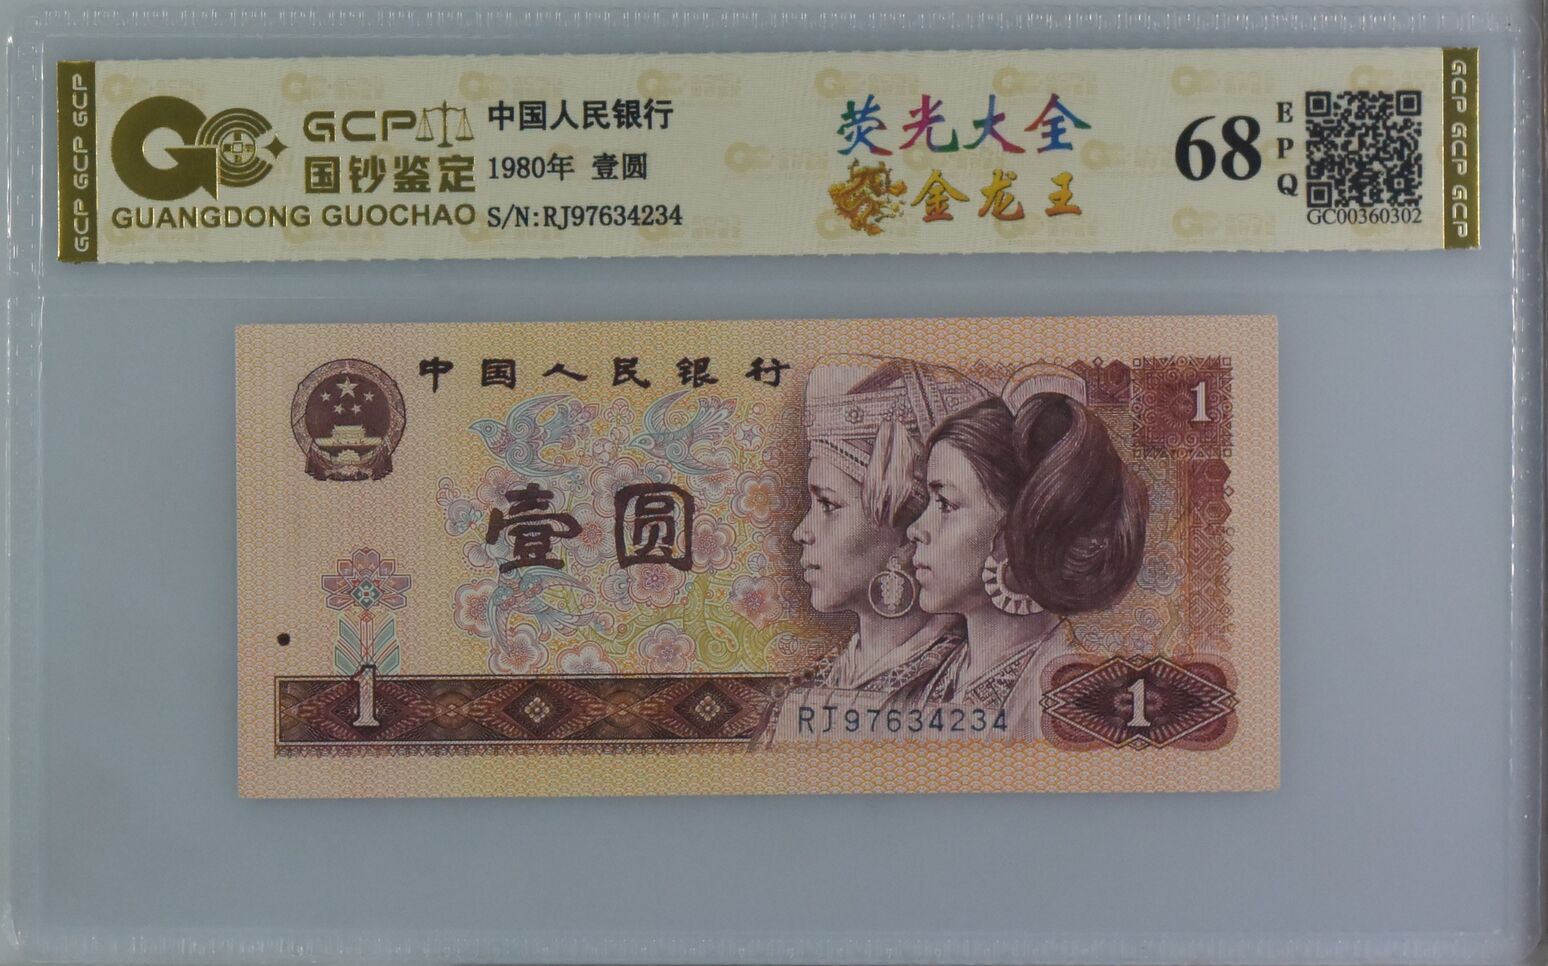 GCP GCP GCP
GCP
国钞鉴定
GUANGDONG GUOCHAO
中国人民银行
1980年 壹圆
S/N:RJ97634234
荧光大全
金龙王
68
EPQ
GC00360302
GCP GCP GCP
中国人民银行
1
壹圆
1
RJ97634234
1